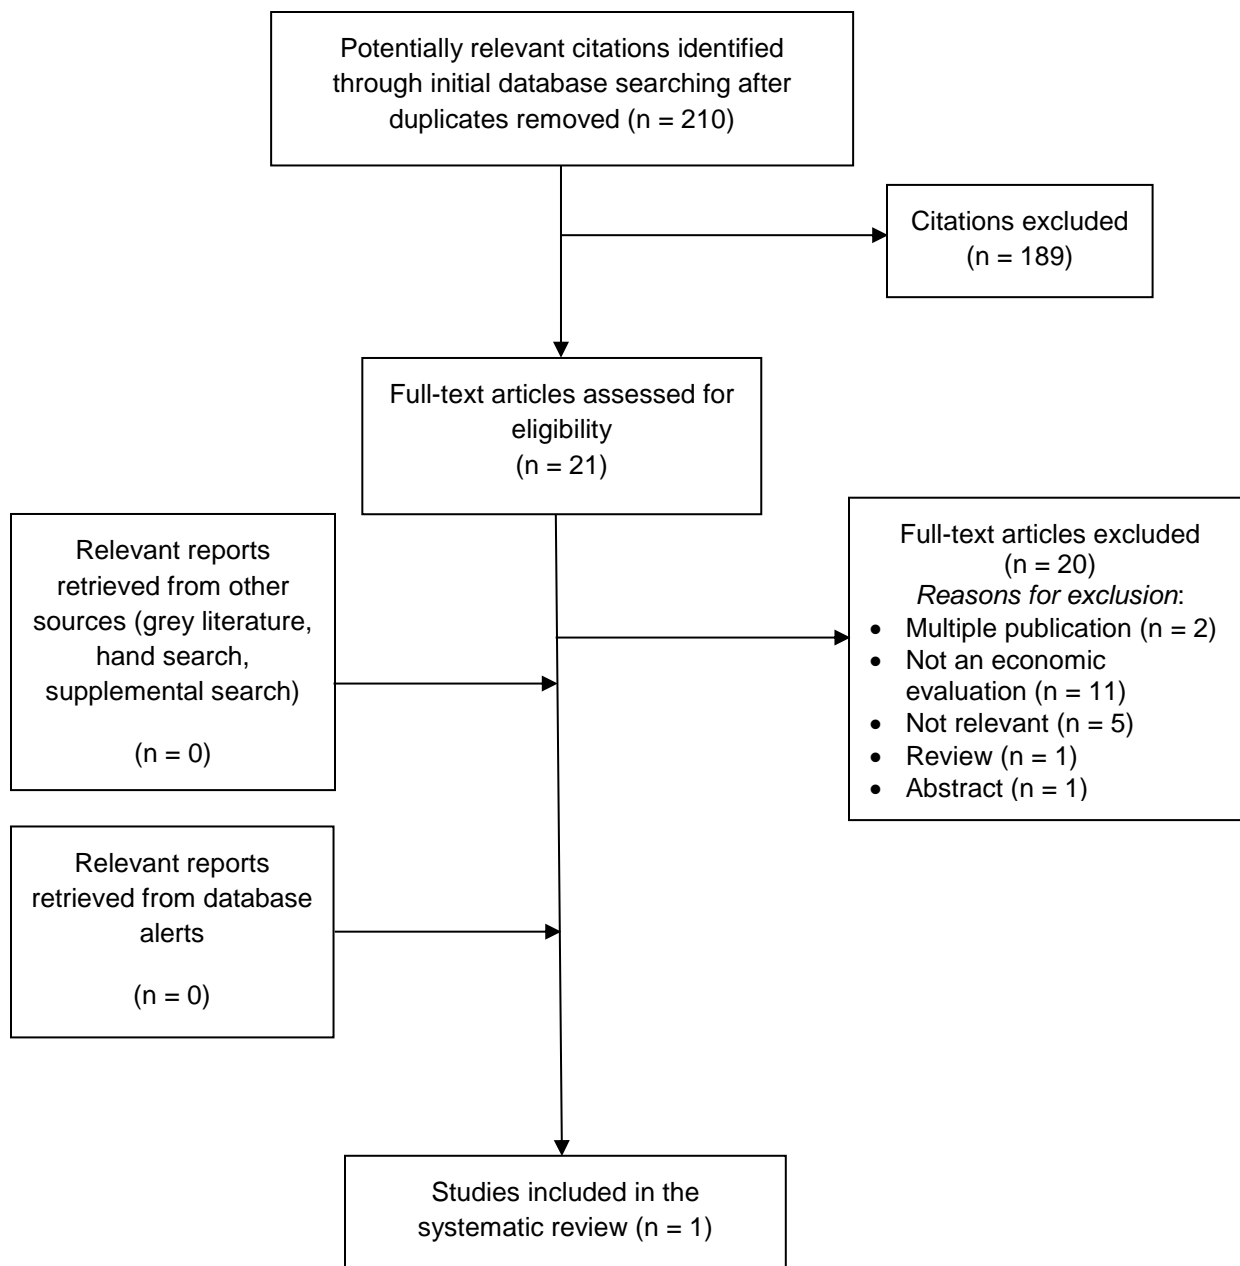 Potentially relevant citations identified
through initial database searching after
duplicates removed (n = 210)
Citations excluded
(n = 189)
Full-text articles assessed for
eligibility
(n = 21)
Relevant reports
retrieved from other
sources (grey literature,
hand search,
supplemental search)
(n = 0)
Full-text articles excluded
(n = 20)
Reasons for exclusion:
• Multiple publication (n = 2)
• Not an economic
evaluation (n = 11)
• Not relevant (n = 5)
• Review (n = 1)
• Abstract (n = 1)
Relevant reports
retrieved from database
alerts
(n = 0)
Studies included in the
systematic review (n = 1)